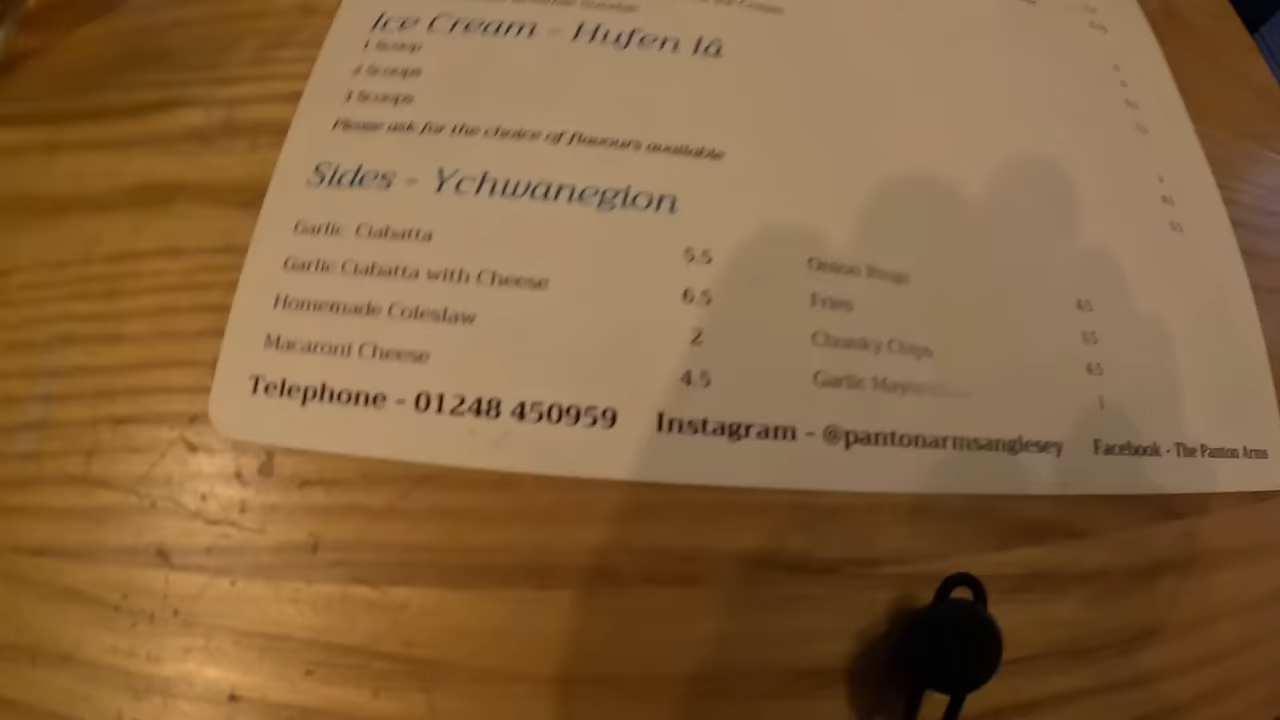 Ice Cream - Hufen Iâ
1 Scoop
2 Scoops
3 Scoops
Please ask for the choice of flavours available
Sides - Ychwanegion
Garlic Ciabatta 5.5
Garlic Ciabatta with Cheese 6.5
Homemade Coleslaw 2
Macaroni Cheese 4.5
Onion Rings 4.5
Fries 3.5
Chunky Chips 4.5
Garlic 1
Telephone - 01248 450959 Instagram - @pantonarmsanglesey Facebook - The Panton Arms